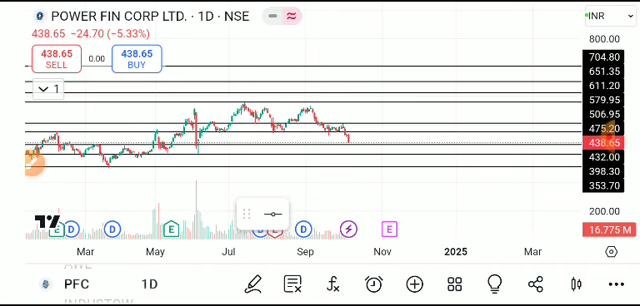 POWER FIN CORP LTD. · 1D · NSE
INR
438.65 −24.70 (−5.33%)
438.65
SELL
0.00
438.65
BUY
1
800.00
704.80
651.35
611.20
579.95
506.95
475.20
438.65
432.00
398.30
353.70
200.00
16.775 M
E D D E D E D E
Mar May Jul Sep Nov 2025 Mar
PFC 1D
INDUSTOW